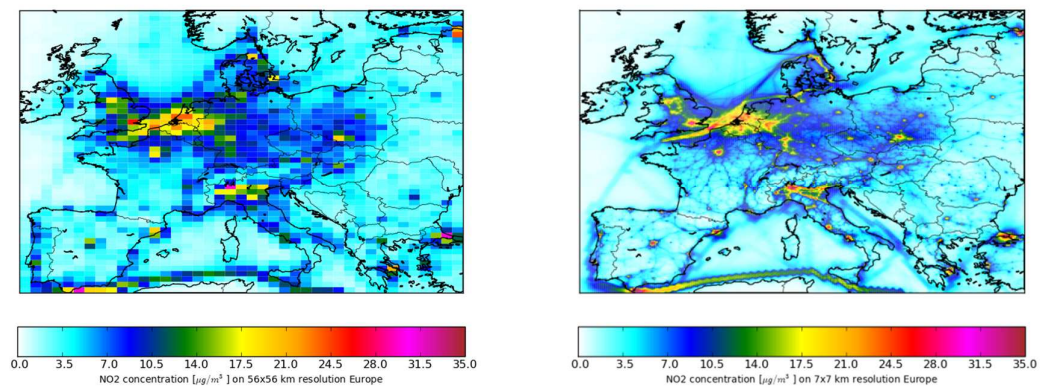 0.0 3.5 7.0 10.5 14.0 17.5 21.0 24.5 28.0 31.5 35.0
NO2 concentration [μg/m³] on 56x56 km resolution Europe
0.0 3.5 7.0 10.5 14.0 17.5 21.0 24.5 28.0 31.5 35.0
NO2 concentration [μg/m³] on 7x7 km resolution Europe